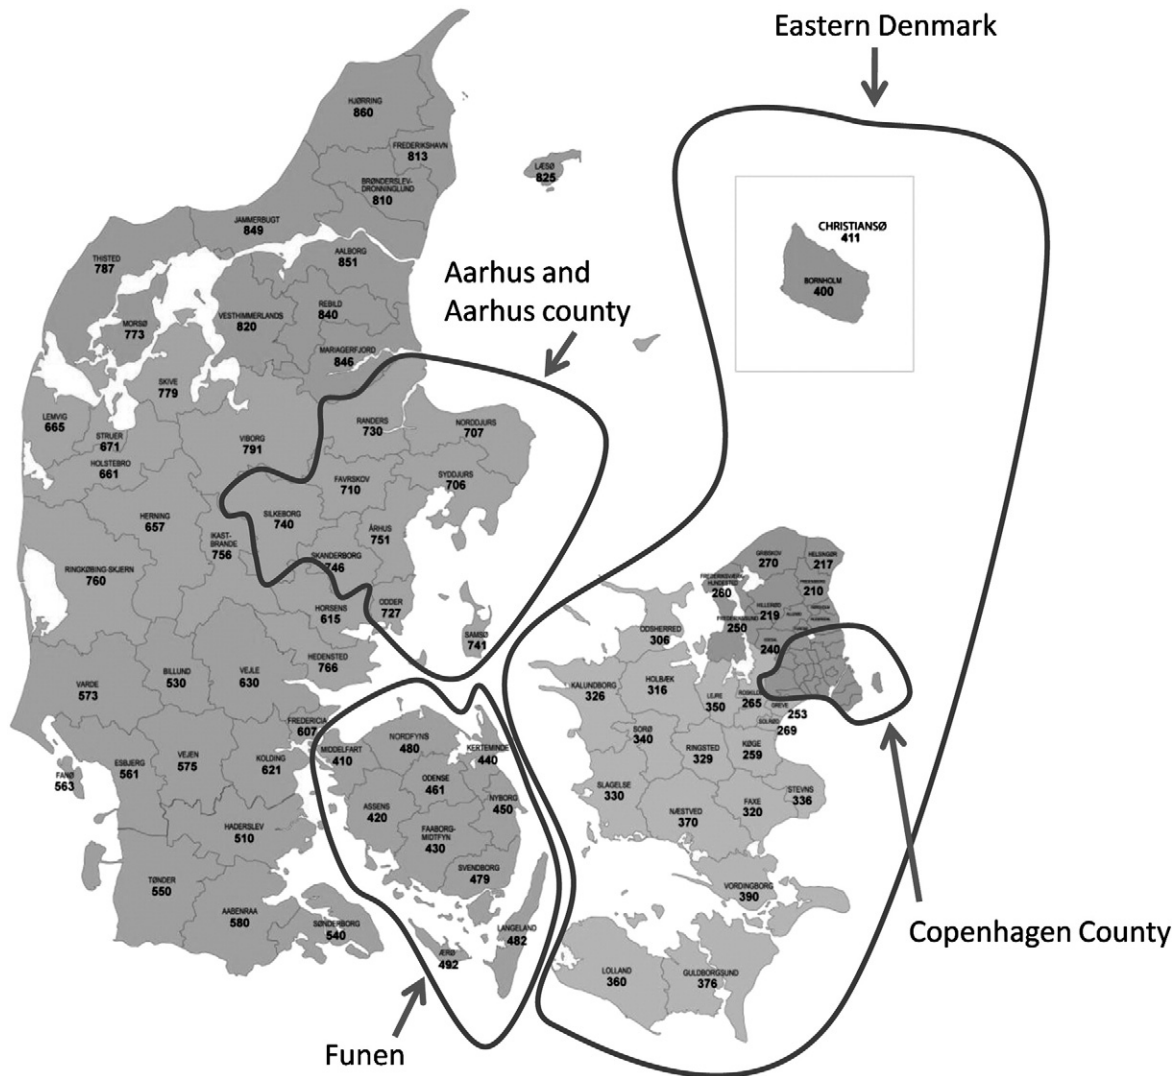 Eastern Denmark
HJØRRING
860
FREDERIKSHAVN
813
LÆSØ
825
BRØNDERSLEV-
DRONNINGLUND
810
JAMMERBUGT
849
CHRISTIANSØ
411
THISTED
787
AALBORG
851
BORNHOLM
400
Aarhus and
Aarhus county
MORSØ
773
VESTHIMMERLANDS
820
REBILD
840
MARIAGERFJORD
846
SKIVE
779
LEMVIG
665
STRUER
671
HOLSTEBRO
661
VIBORG
791
RANDERS
730
NORDDJURS
707
FAVRSKOV
710
SYDDJURS
706
HERNING
657
SILKEBORG
740
ÅRHUS
751
IKAST-
BRANDE
756
SKANDERBORG
746
RINGKØBING-SKJERN
760
HORSENS
615
ODDER
727
SAMSØ
741
HEDENSTED
766
GRIBSKOV
270
HELSINGØR
217
260
210
HILLERØD
219
FREDERIKSSUND
250
240
ODSHERRED
306
KALUNDBORG
326
HOLBÆK
316
LEJRE
350
ROSKILDE
265
GREVE
253
SOLRØD
269
VARDE
573
BILLUND
530
VEJLE
630
FREDERICIA
607
SORØ
340
RINGSTED
329
KØGE
259
MIDDELFART
410
NORDFYNS
480
KERTEMINDE
440
ESBJERG
561
VEJEN
575
KOLDING
621
FANØ
563
ODENSE
461
ASSENS
420
NYBORG
450
SLAGELSE
330
NÆSTVED
370
FAXE
320
STEVNS
336
HADERSLEV
510
FAABORG-
MIDTFYN
430
SVENDBORG
479
TØNDER
550
AABENRAA
580
SØNDERBORG
540
ÆRØ
492
LANGELAND
482
VORDINGBORG
390
LOLLAND
360
GULDBORGSUND
376
Copenhagen County
Funen